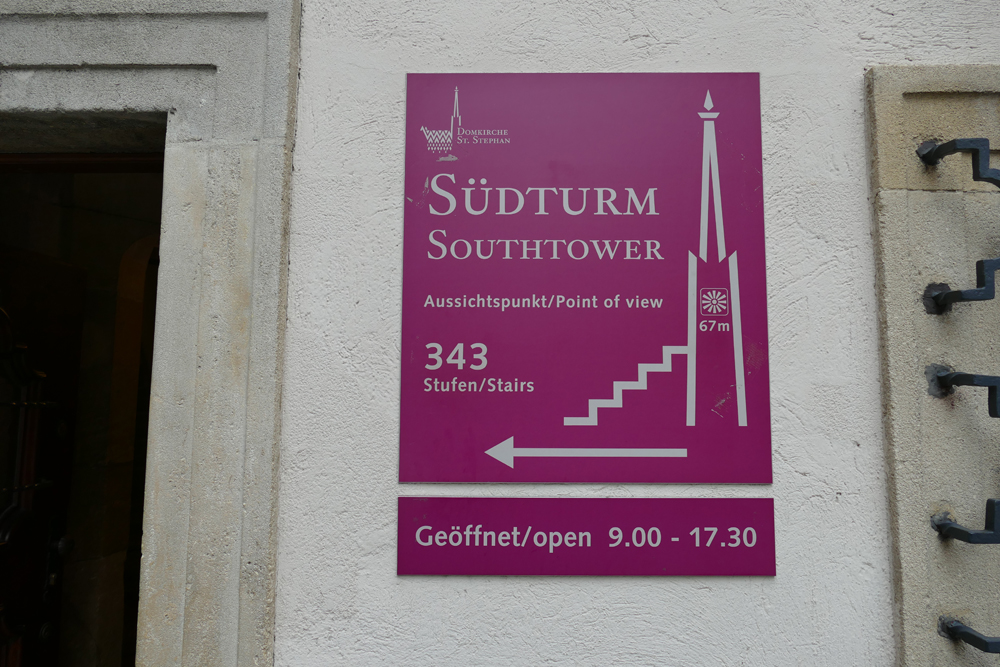 Domkirche
St. Stephan
Südturm
Southtower
Aussichtspunkt/Point of view
67m
343
Stufen/Stairs
Geöffnet/open 9.00 - 17.30